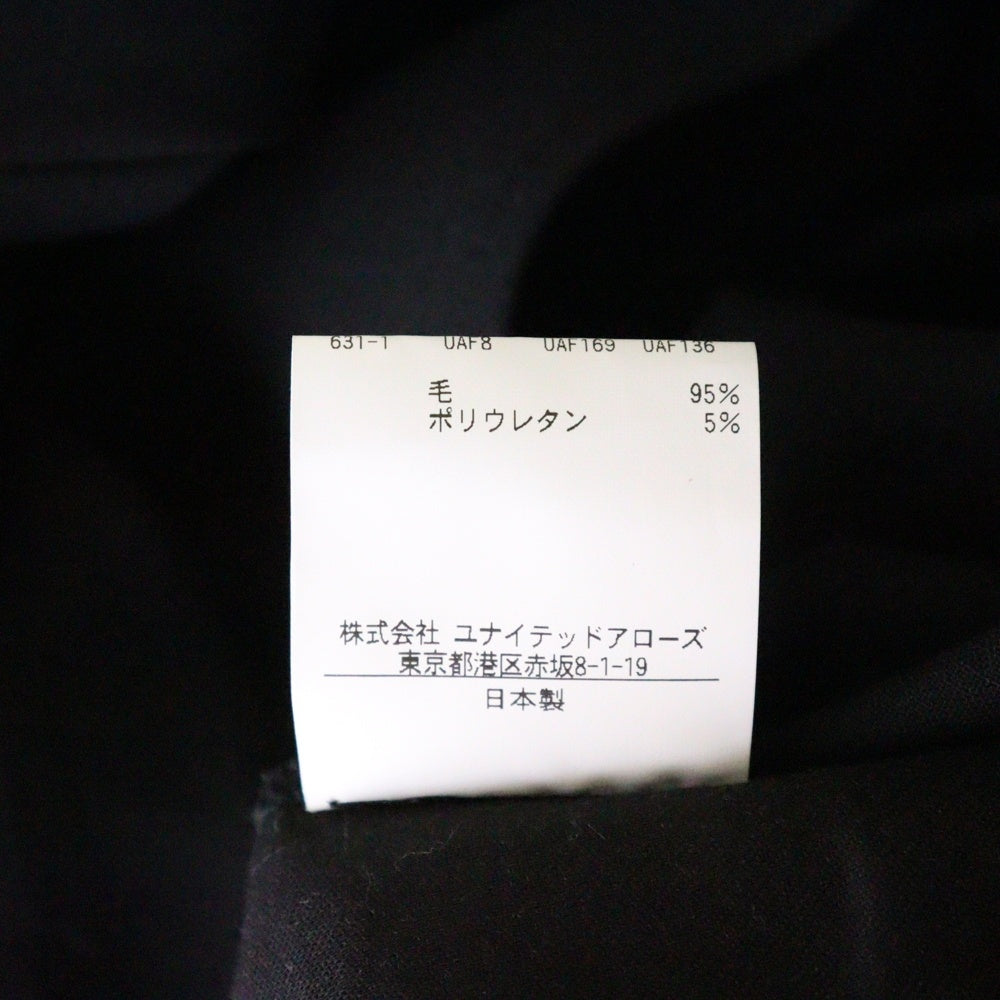 631-1 UAF8 UAF169 UAF136
毛 95%
ポリウレタン 5%
株式会社 ユナイテッドアローズ
東京都港区赤坂8-1-19
日本製